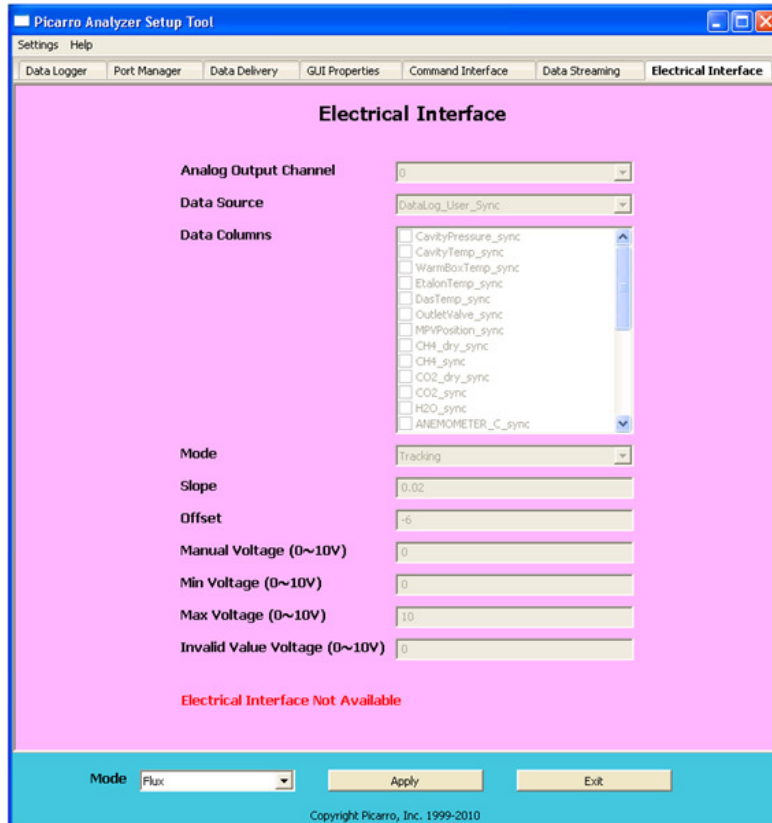 Picarro Analyzer Setup Tool
Settings Help
Data Logger Port Manager Data Delivery GUI Properties Command Interface Data Streaming Electrical Interface
Electrical Interface
Analog Output Channel 0
Data Source DataLog_User_Sync
Data Columns CavityPressure_sync
CavityTemp_sync
WarmBoxTemp_sync
EtalonTemp_sync
DasTemp_sync
OutletValve_sync
MPVPosition_sync
CH4_dry_sync
CH4_sync
CO2_dry_sync
CO2_sync
H2O_sync
ANEMOMETER_C_sync
Mode Tracking
Slope 0.02
Offset -6
Manual Voltage (0~10V) 0
Min Voltage (0~10V) 0
Max Voltage (0~10V) 10
Invalid Value Voltage (0~10V) 0
Electrical Interface Not Available
Mode Flux Apply Exit
Copyright Picarro, Inc. 1999-2010